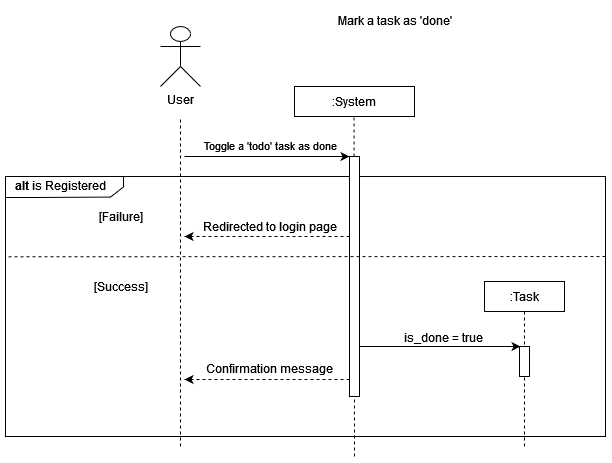 Mark a task as 'done'
User
:System
Toggle a 'todo' task as done
alt is Registered
[Failure]
Redirected to login page
[Success]
:Task
is_done = true
Confirmation message